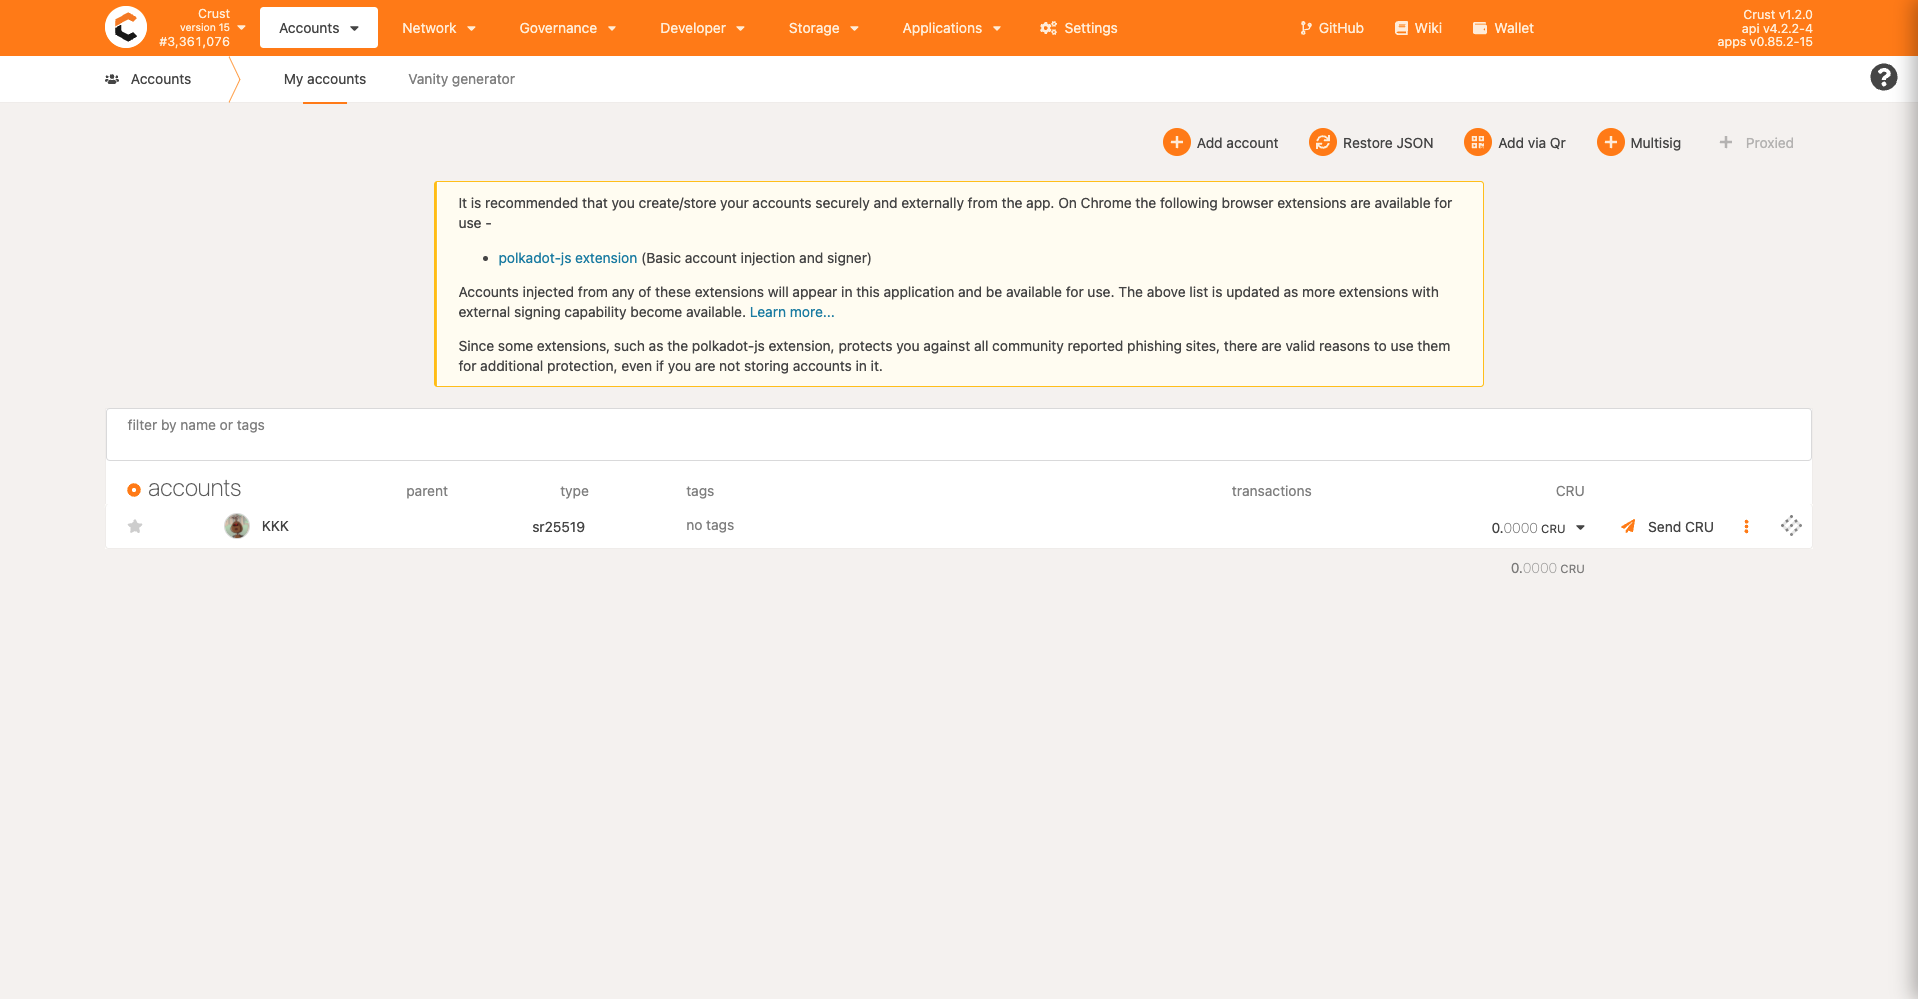 Crust
version 15
#3,361,076
Accounts
Network
Governance
Developer
Storage
Applications
Settings
GitHub
Wiki
Wallet
Crust v1.2.0
api v4.2.2-4
apps v0.85.2-15
Accounts
My accounts
Vanity generator
Add account
Restore JSON
Add via Qr
Multisig
Proxied
It is recommended that you create/store your accounts securely and externally from the app. On Chrome the following browser extensions are available for
use -
polkadot-js extension (Basic account injection and signer)
Accounts injected from any of these extensions will appear in this application and be available for use. The above list is updated as more extensions with
external signing capability become available. Learn more...
Since some extensions, such as the polkadot-js extension, protects you against all community reported phishing sites, there are valid reasons to use them
for additional protection, even if you are not storing accounts in it.
filter by name or tags
accounts parent type tags transactions CRU
KKK sr25519 no tags 0.0000 CRU Send CRU
0.0000 CRU